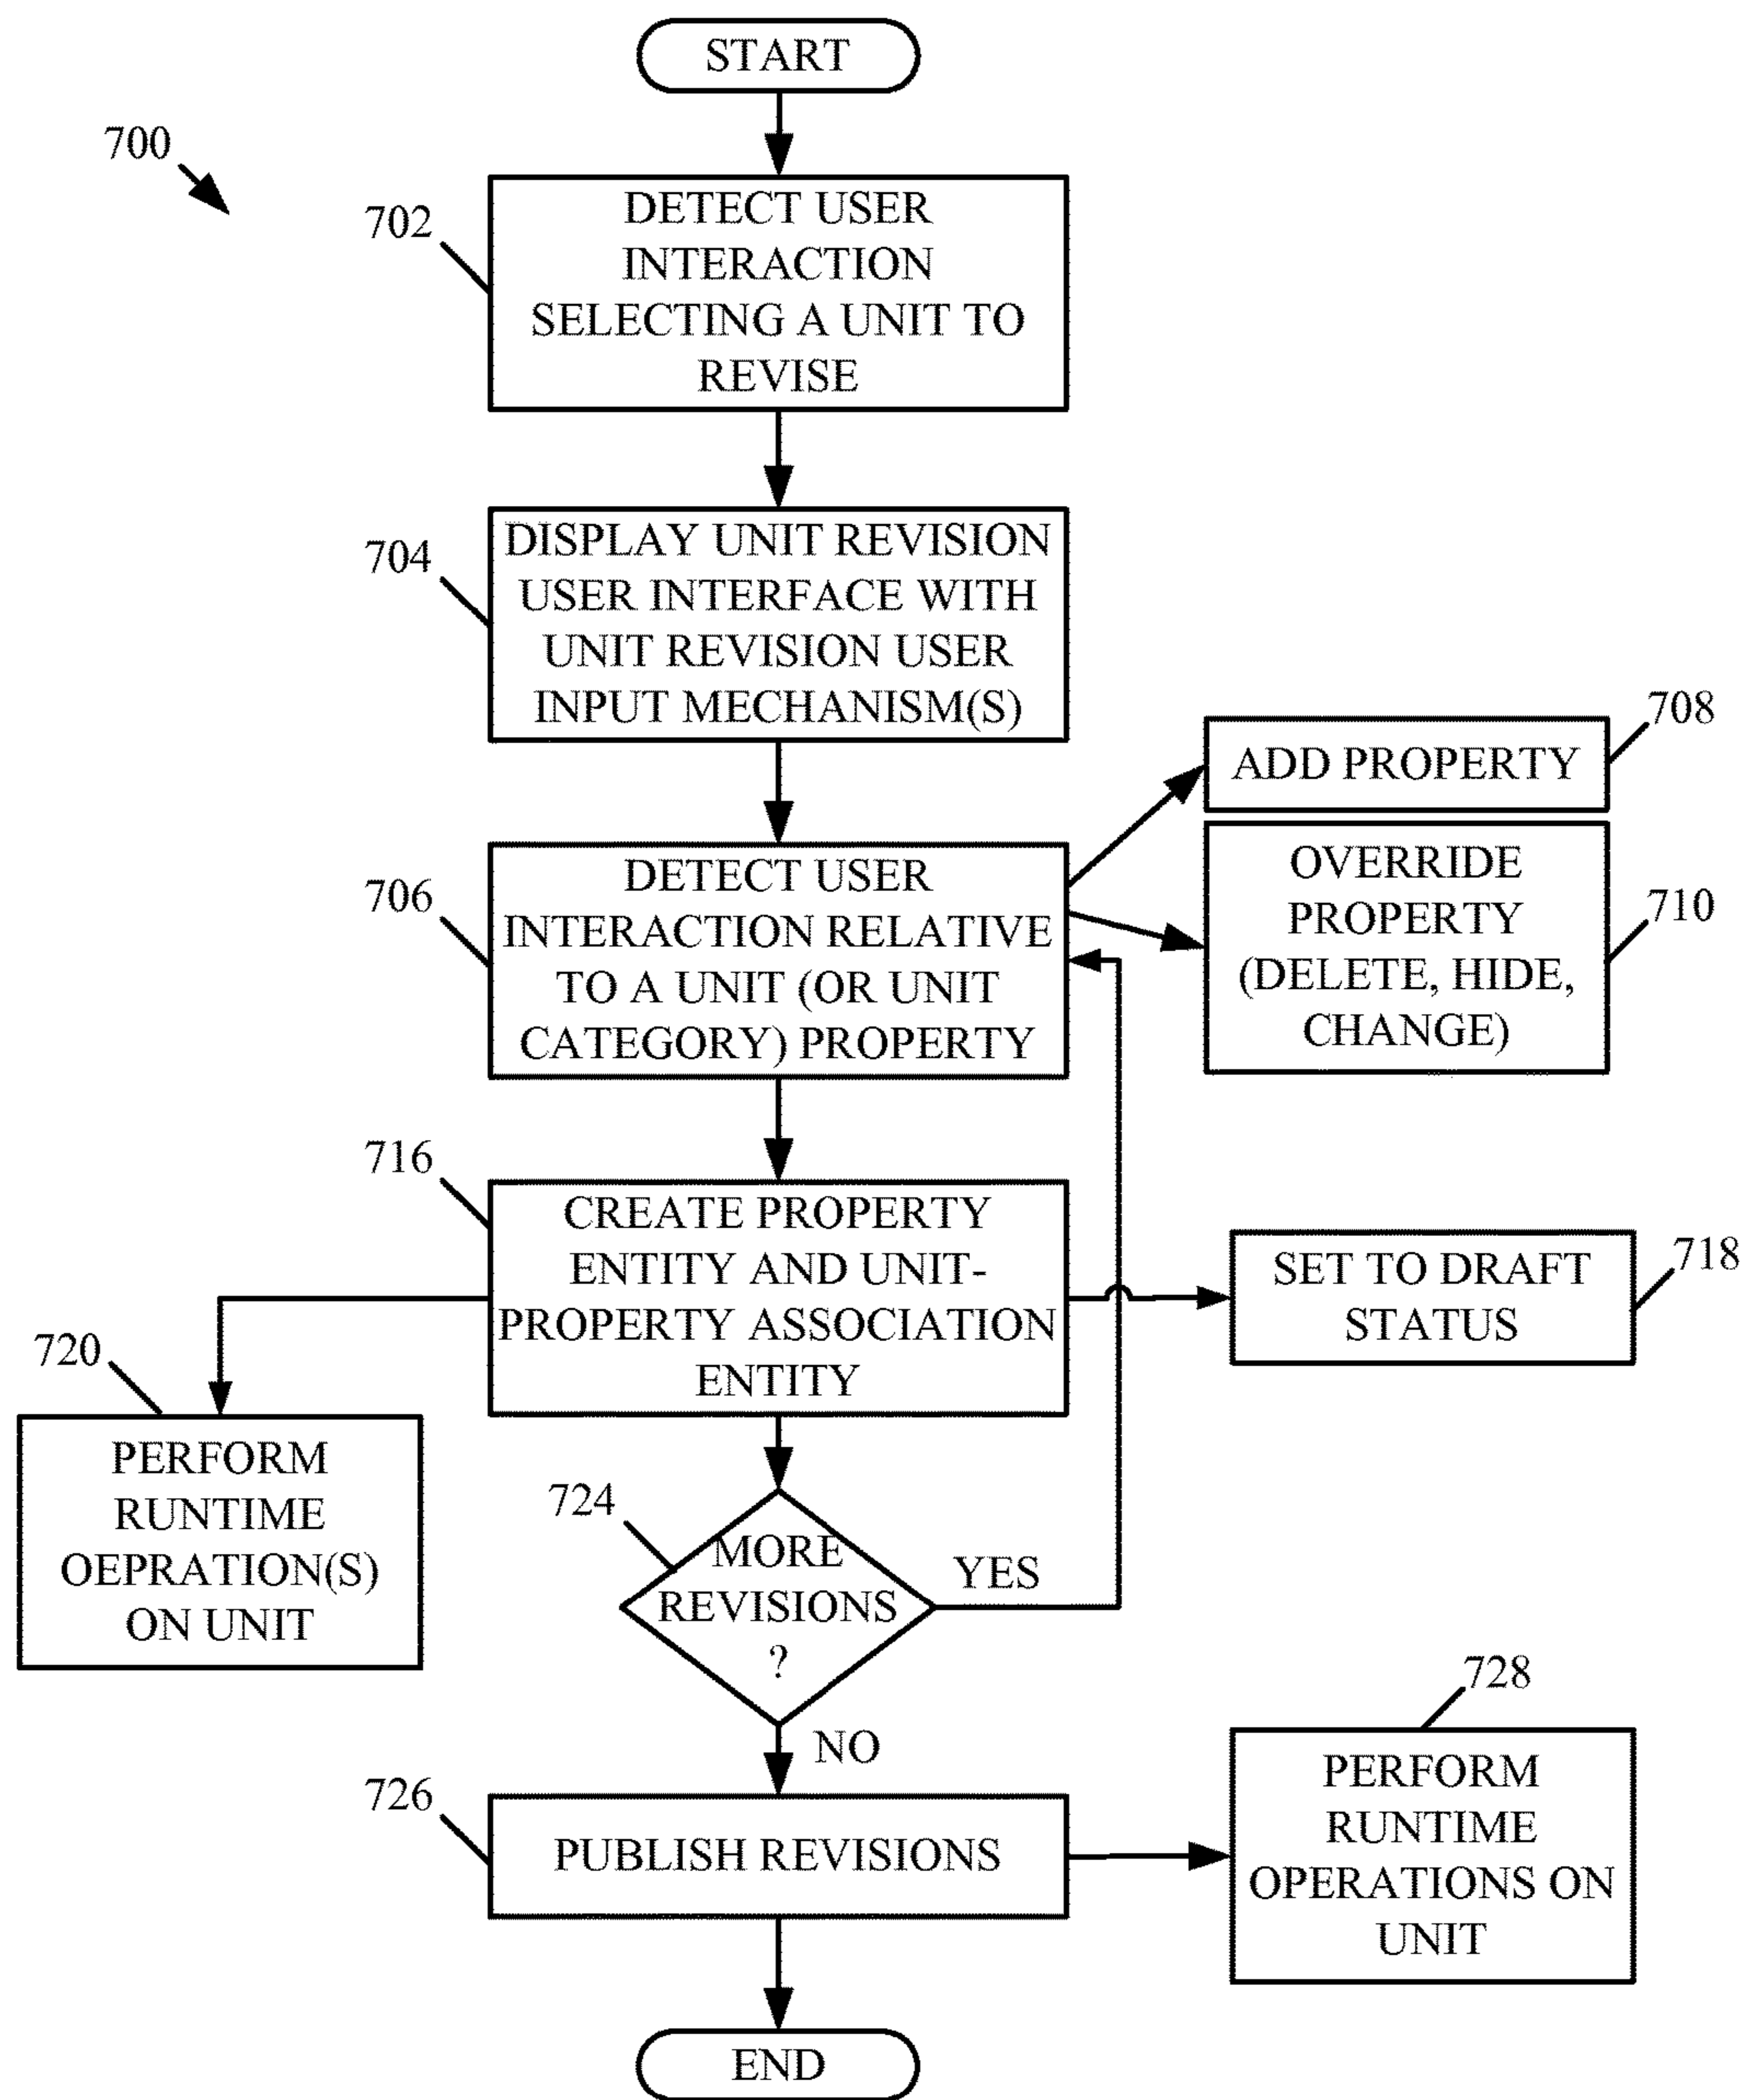 START
700
702
DETECT USER
INTERACTION
SELECTING A UNIT TO
REVISE
704
DISPLAY UNIT REVISION
USER INTERFACE WITH
UNIT REVISION USER
INPUT MECHANISM(S)
708
ADD PROPERTY
706
DETECT USER
INTERACTION RELATIVE
TO A UNIT (OR UNIT
CATEGORY) PROPERTY
710
OVERRIDE
PROPERTY
(DELETE, HIDE,
CHANGE)
716
CREATE PROPERTY
ENTITY AND UNIT-
PROPERTY ASSOCIATION
ENTITY
718
SET TO DRAFT
STATUS
720
PERFORM
RUNTIME
OEPRATION(S)
ON UNIT
724
MORE
REVISIONS
?
YES
NO
726
PUBLISH REVISIONS
728
PERFORM
RUNTIME
OPERATIONS ON
UNIT
END